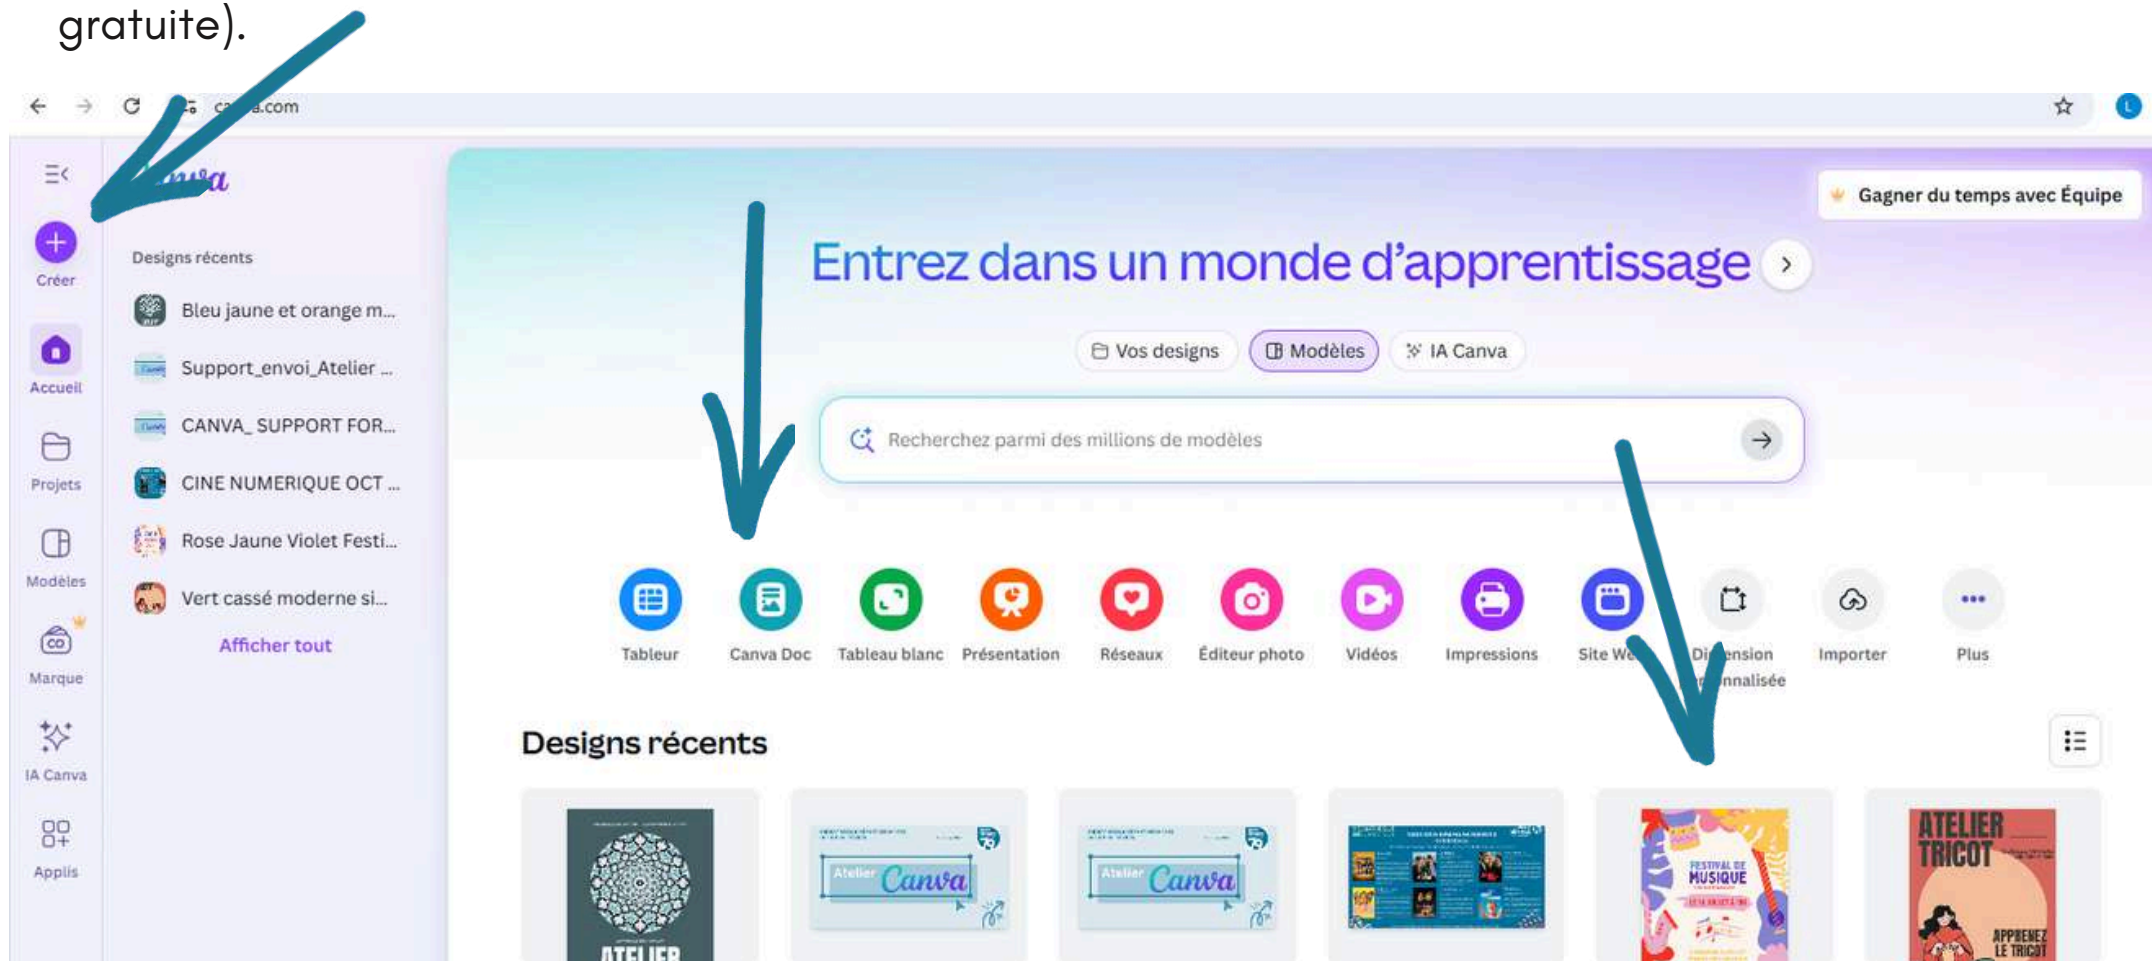 gratuite).
.com
Designs récents
Créer
Bleu jaune et orange m...
Accueil
Support_envoi_Atelier ...
CANVA_ SUPPORT FOR...
Projets
CINE NUMERIQUE OCT ...
Rose Jaune Violet Festi...
Modèles
Vert cassé moderne si...
Afficher tout
Marque
IA Canva
Applis
Gagner du temps avec Équipe
Entrez dans un monde d'apprentissage
Vos designs Modèles IA Canva
Recherchez parmi des millions de modèles
Tableur Canva Doc Tableau blanc Présentation Réseaux Éditeur photo Vidéos Impressions Site Importer Plus
Designs récents
ATELIER
Atelier Canva
Atelier Canva
FESTIVAL DE
MUSIQUE
ATELIER
TRICOT
APPRENEZ
LE TRICOT